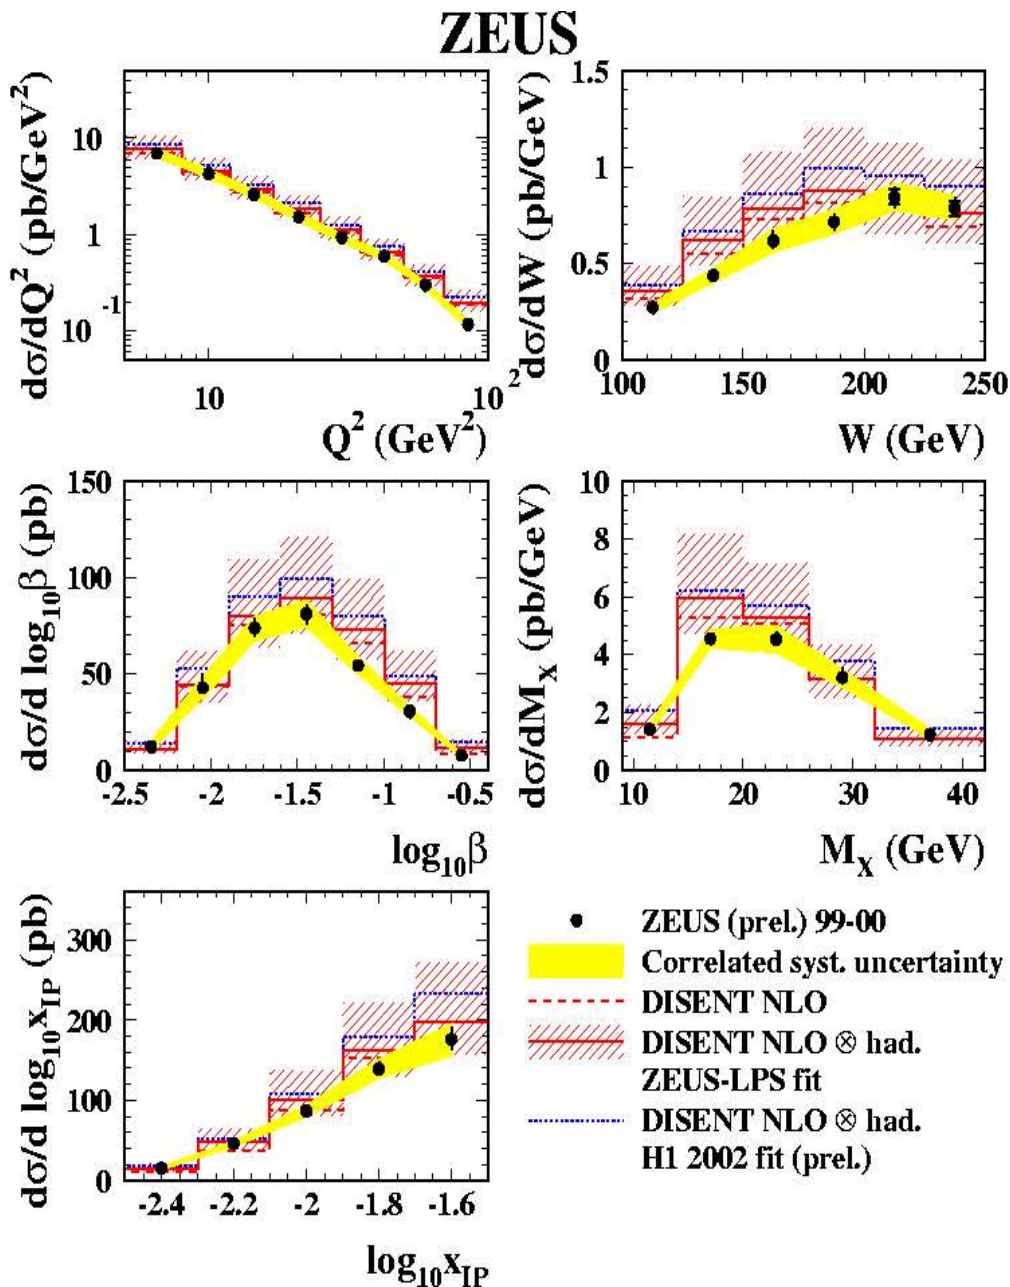 ZEUS
dσ/dQ² (pb/GeV²)
10
1
10⁻¹
10
10²
Q² (GeV²)
dσ/dW (pb/GeV)
1.5
1
0.5
0
100 150 200 250
W (GeV)
dσ/d log₁₀β (pb)
150
100
50
0
-2.5 -2 -1.5 -1 -0.5
log₁₀β
dσ/dM_X (pb/GeV)
10
8
6
4
2
0
10 20 30 40
M_X (GeV)
dσ/d log₁₀x_IP (pb)
300
200
100
0
-2.4 -2.2 -2 -1.8 -1.6
log₁₀x_IP
ZEUS (prel.) 99-00
Correlated syst. uncertainty
DISENT NLO
DISENT NLO ⊗ had.
ZEUS-LPS fit
DISENT NLO ⊗ had.
H1 2002 fit (prel.)